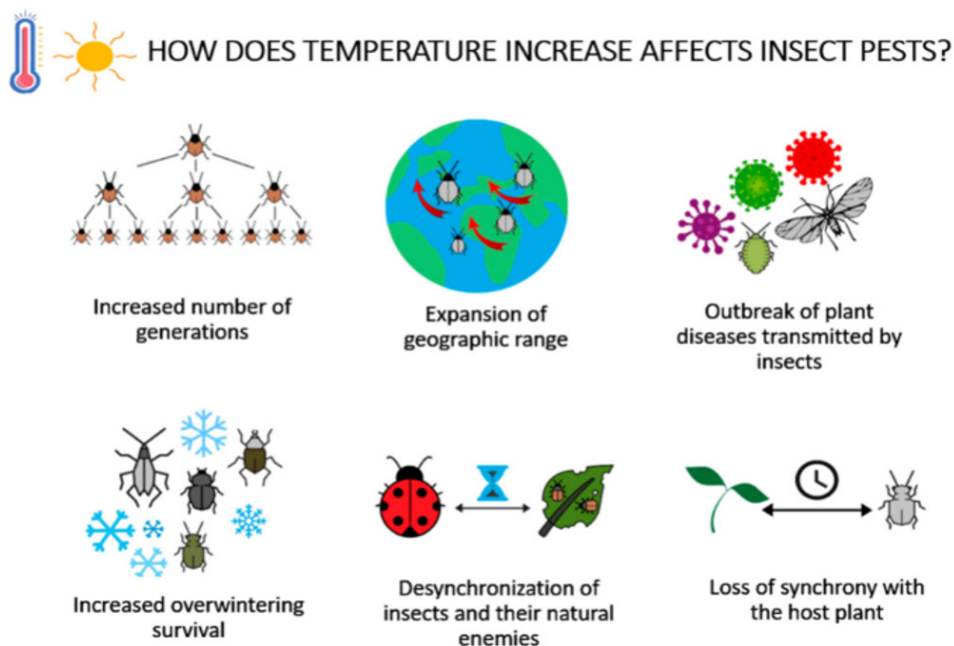 HOW DOES TEMPERATURE INCREASE AFFECTS INSECT PESTS?
Increased number of
generations
Expansion of
geographic range
Outbreak of plant
diseases transmitted by
insects
Increased overwintering
survival
Desynchronization of
insects and their natural
enemies
Loss of synchrony with
the host plant